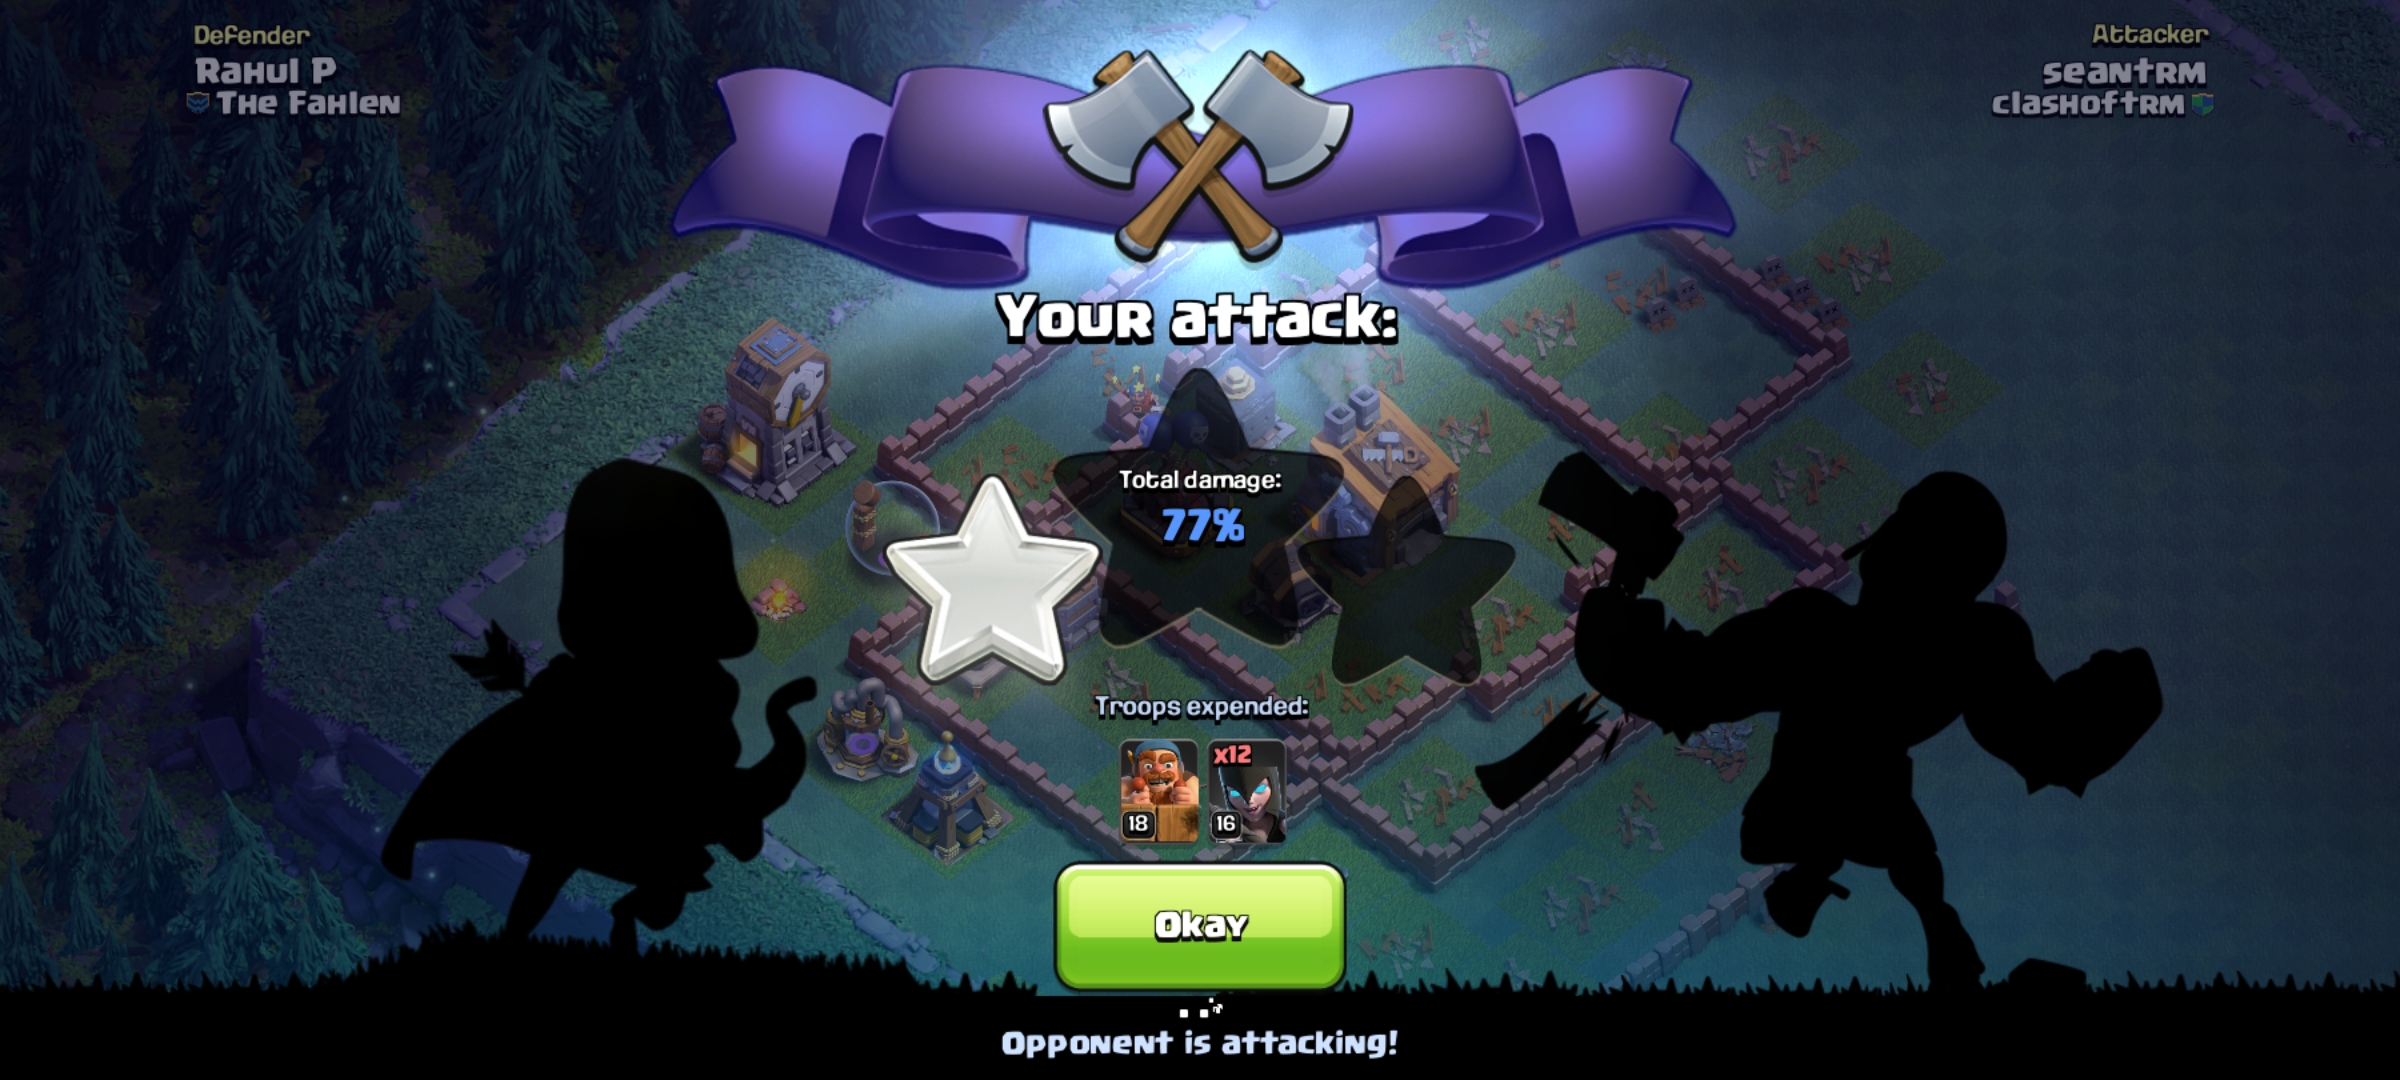 Defender
Rahul P
The Fahlen
Attacker
seantrm
clashoftrm
Your attack:
Total damage:
77%
Troops expended:
x12
18
16
Okay
Opponent is attacking!